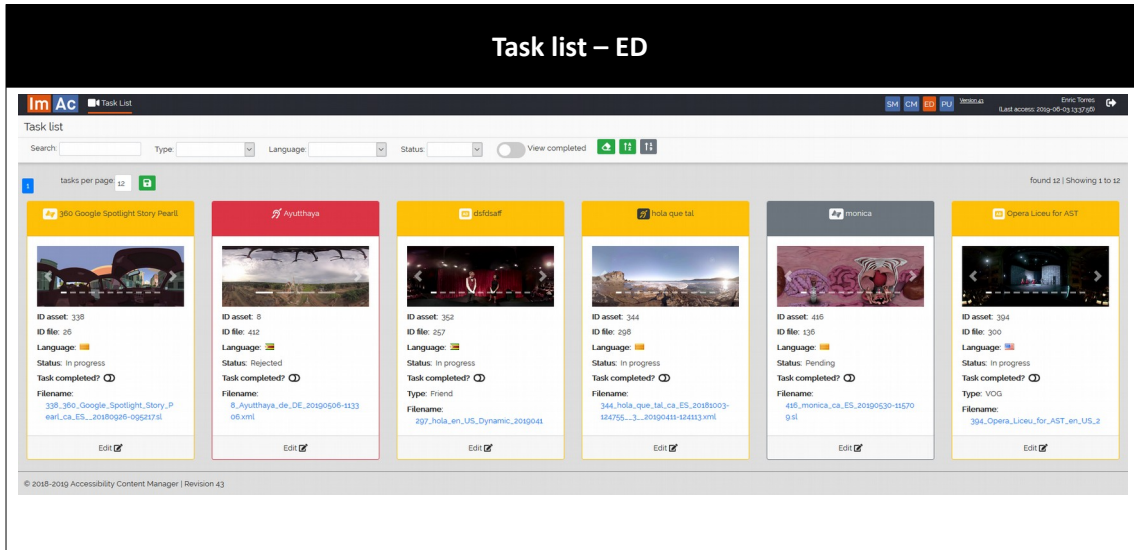 Task list – ED
Im Ac Task List
SM CM ED PU Version 43 Enric Torres
(Last access: 2019-06-03 13:37:56)
Task list
Search: Type: Language: Status: View completed
1 tasks per page: 12 found 12 | Showing 1 to 12
360 Google Spotlight Story Pearll
ID asset: 338
ID file: 26
Language:
Status: In progress
Task completed?
Filename:
338_360_Google_Spotlight_Story_P
earl_ca_ES__20180926-095217.sl
Edit
Ayutthaya
ID asset: 8
ID file: 412
Language:
Status: Rejected
Task completed?
Filename:
8_Ayutthaya_de_DE_20190506-1133
06.xml
Edit
dsfdsaff
ID asset: 352
ID file: 257
Language:
Status: In progress
Task completed?
Type: Friend
Filename:
297_hola_en_US_Dynamic_2019041
Edit
hola que tal
ID asset: 344
ID file: 298
Language:
Status: In progress
Task completed?
Filename:
344_hola_que_tal_ca_ES_20181003-
124755__3__20190411-124113.xml
Edit
monica
ID asset: 416
ID file: 136
Language:
Status: Pending
Task completed?
Filename:
416_monica_ca_ES_20190530-11570
9.sl
Edit
Opera Liceu for AST
ID asset: 394
ID file: 300
Language:
Status: In progress
Task completed?
Type: VOG
Filename:
394_Opera_Liceu_for_AST_en_US_2
Edit
© 2018-2019 Accessibility Content Manager | Revision 43